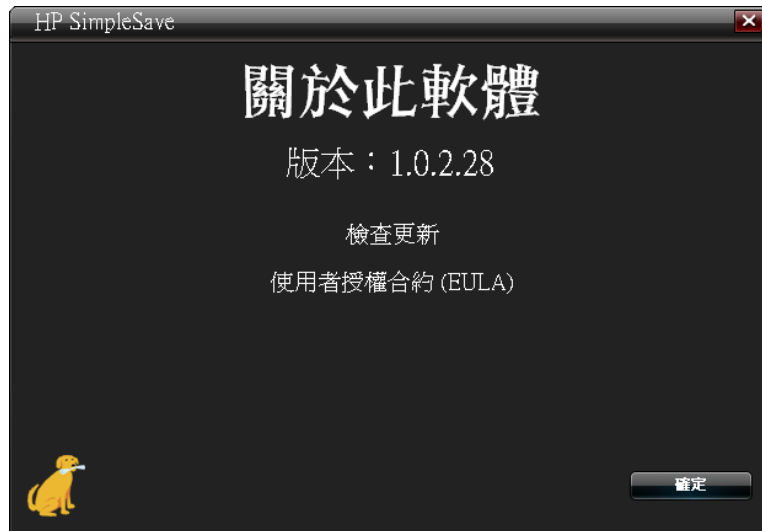 HP SimpleSave
關於此軟體
版本：1.0.2.28
檢查更新
使用者授權合約 (EULA)
確定